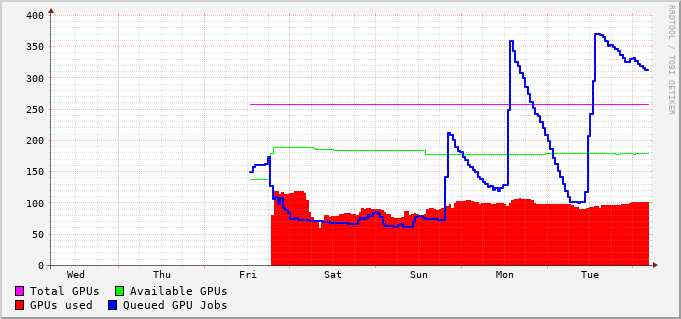 400
350
300
250
200
150
100
50
0
Wed Thu Fri Sat Sun Mon Tue
Total GPUs Available GPUs
GPUs used Queued GPU Jobs
RRDTOOL / TOBI OETIKER